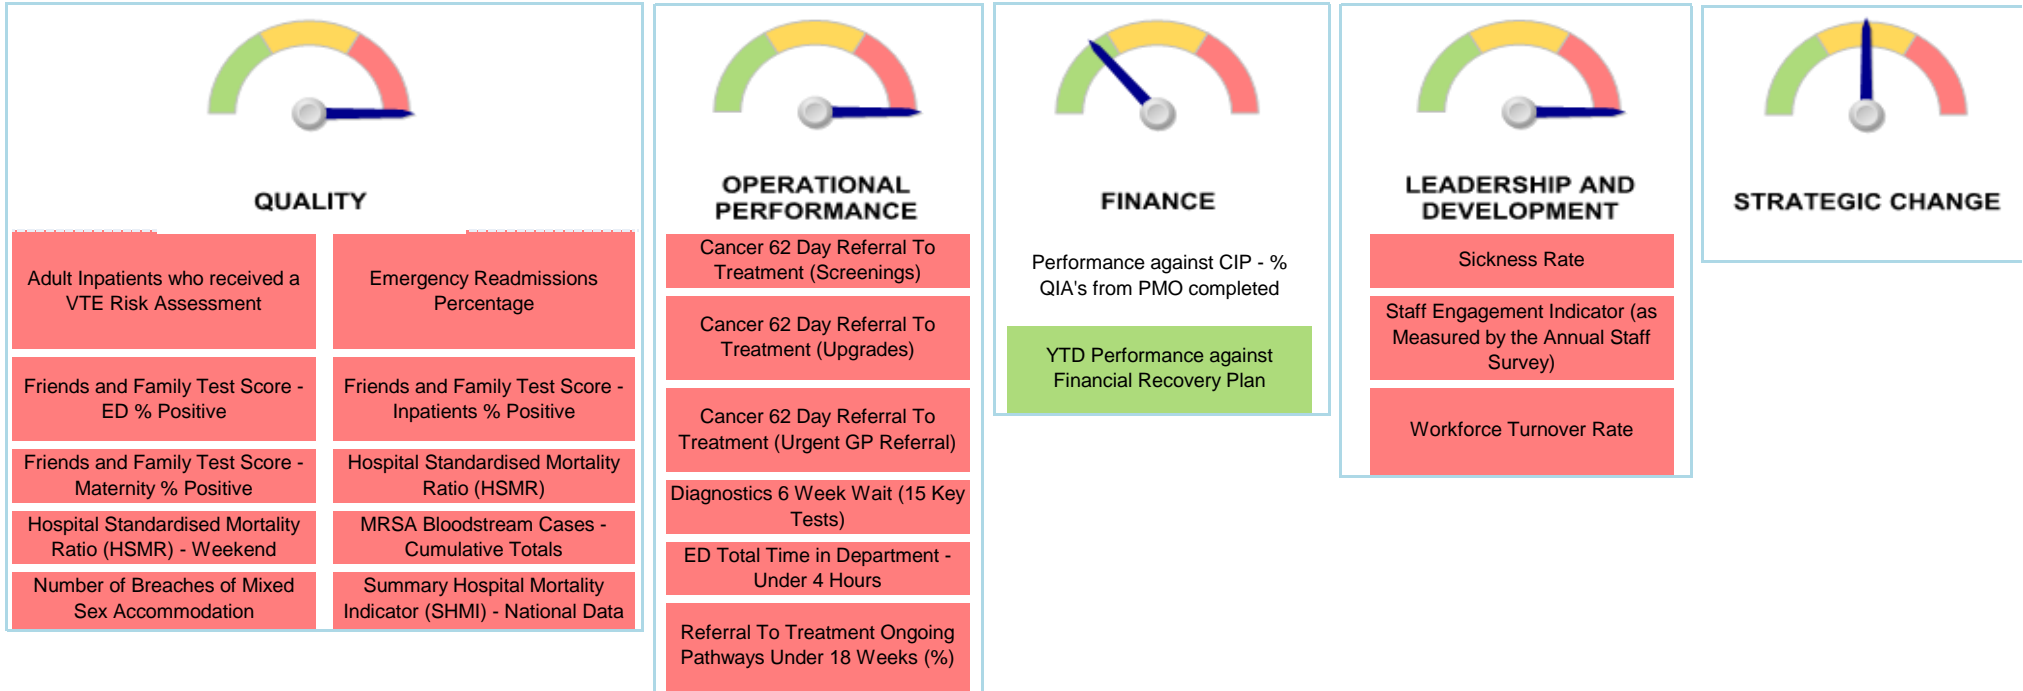 QUALITY
Adult Inpatients who received a
VTE Risk Assessment
Emergency Readmissions
Percentage
Friends and Family Test Score -
ED % Positive
Friends and Family Test Score -
Inpatients % Positive
Friends and Family Test Score -
Maternity % Positive
Hospital Standardised Mortality
Ratio (HSMR)
Hospital Standardised Mortality
Ratio (HSMR) - Weekend
MRSA Bloodstream Cases -
Cumulative Totals
Number of Breaches of Mixed
Sex Accommodation
Summary Hospital Mortality
Indicator (SHMI) - National Data
OPERATIONAL
PERFORMANCE
Cancer 62 Day Referral To
Treatment (Screenings)
Cancer 62 Day Referral To
Treatment (Upgrades)
Cancer 62 Day Referral To
Treatment (Urgent GP Referral)
Diagnostics 6 Week Wait (15 Key
Tests)
ED Total Time in Department -
Under 4 Hours
Referral To Treatment Ongoing
Pathways Under 18 Weeks (%)
FINANCE
Performance against CIP - %
QIA's from PMO completed
YTD Performance against
Financial Recovery Plan
LEADERSHIP AND
DEVELOPMENT
Sickness Rate
Staff Engagement Indicator (as
Measured by the Annual Staff
Survey)
Workforce Turnover Rate
STRATEGIC CHANGE